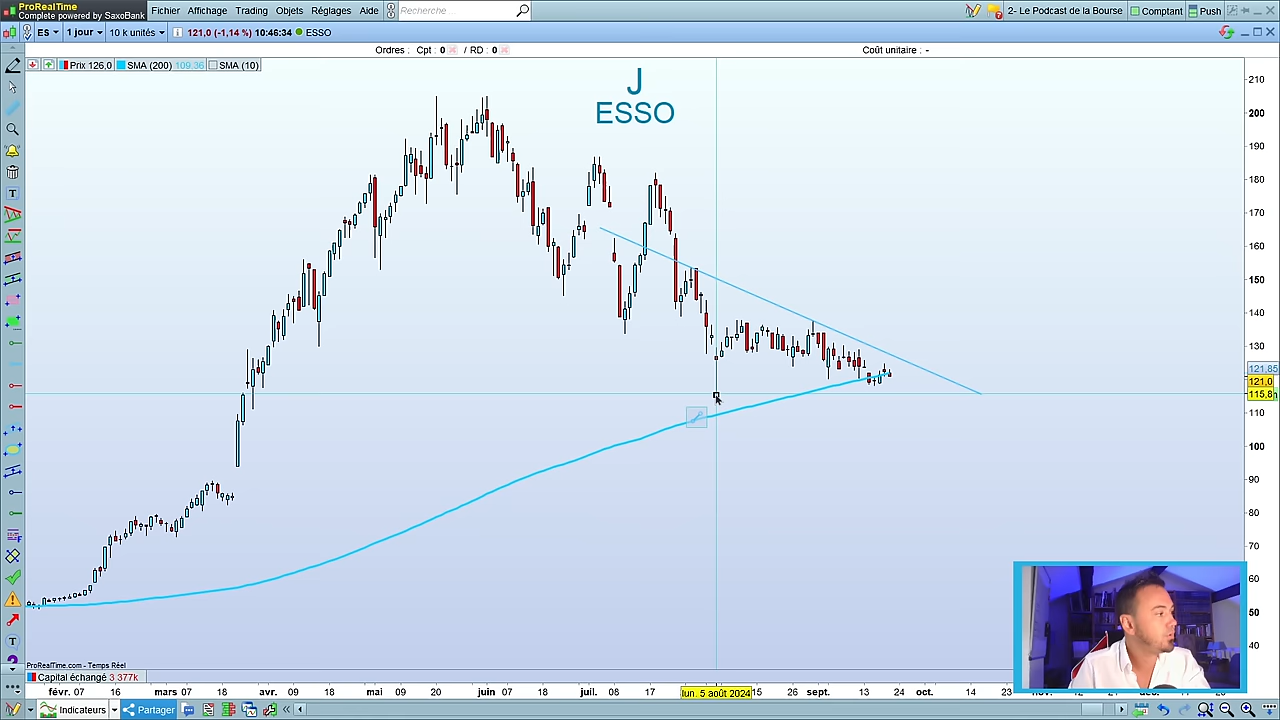 ProRealTime
Complete powered by SaxoBank
Fichier Affichage Trading Objets Réglages Aide Recherche
2- Le Podcast de la Bourse Comptant Push
ES 1 jour 10 k unités 121,0 (-1,14 %) 10:46:34 ESSO
Ordres : Cpt : 0 / RD : 0 Coût unitaire : -
Prix 126,0 SMA (200) 109,36 SMA (10)
J
ESSO
210
200
190
180
170
160
150
140
130
121,85
121,0
115,8
110
100
90
80
70
60
50
40
ProRealTime.com - Temps Réel
Capital échangé 3 377k
févr. 07 16 mars 07 18 avr. 09 18 mai 09 20 juin 07 18 juil. 08 17 lun. 5 août 2024 15 26 sept. 13 24 oct. 14 23
Indicateurs Partager